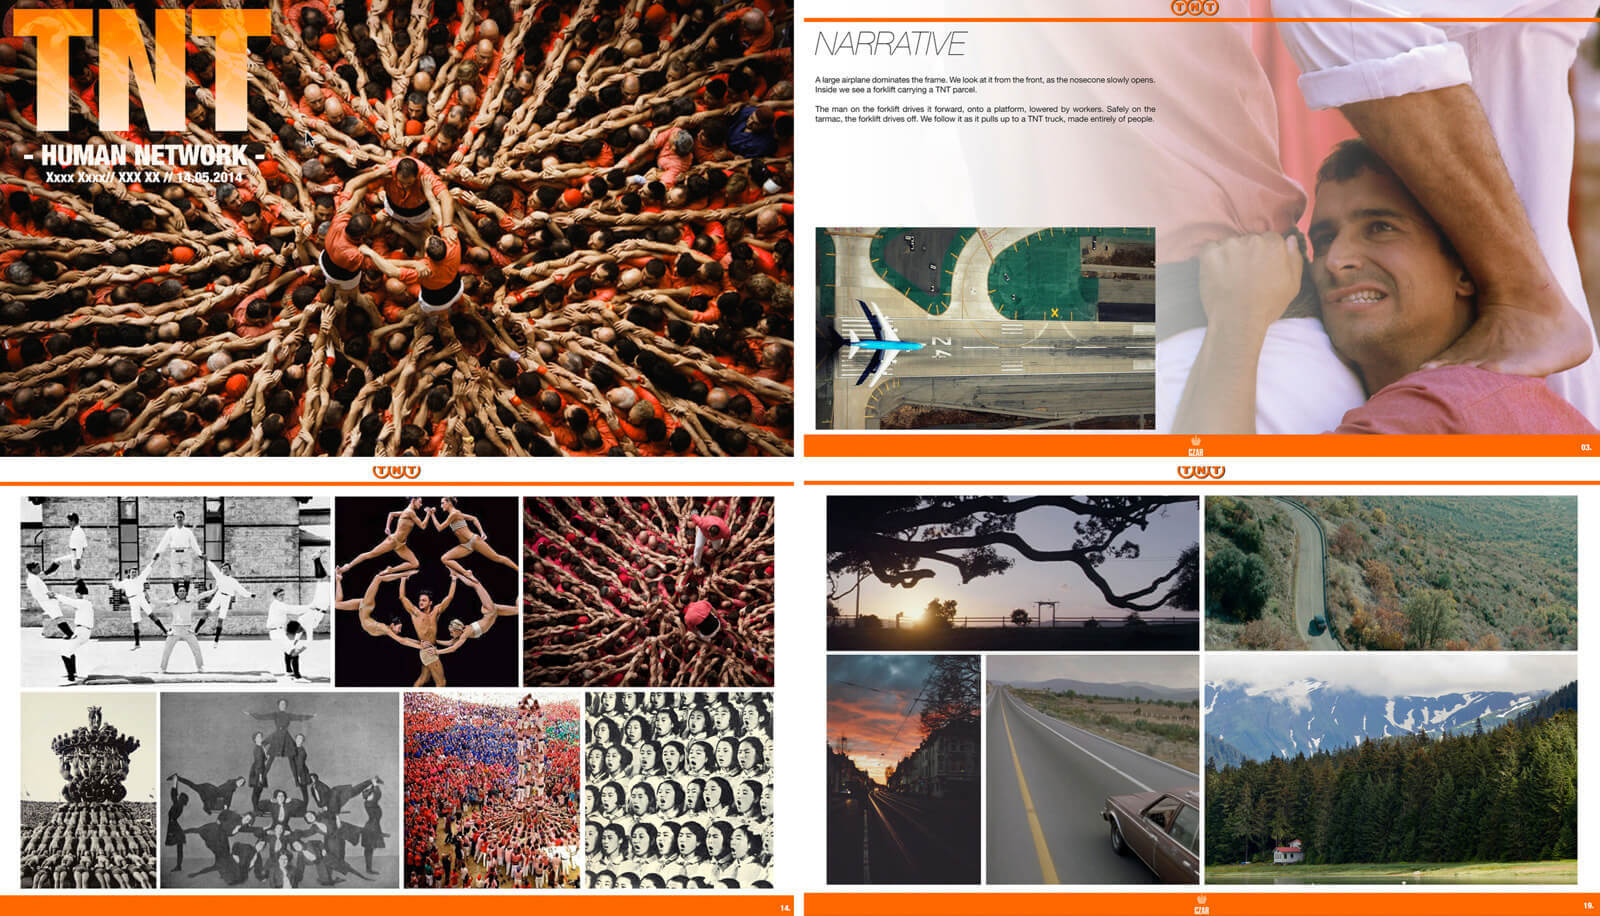 TNT
- HUMAN NETWORK -
Xxxx Xxxx// XXX XX // 14.05.2014
TNT
NARRATIVE
A large airplane dominates the frame. We look at it from the front, as the nosecone slowly opens.
Inside we see a forklift carrying a TNT parcel.
The man on the forklift drives it forward, onto a platform, lowered by workers. Safely on the
tarmac, the forklift drives off. We follow it as it pulls up to a TNT truck, made entirely of people.
24
CZAR
03.
TNT
14.
TNT
CZAR
19.